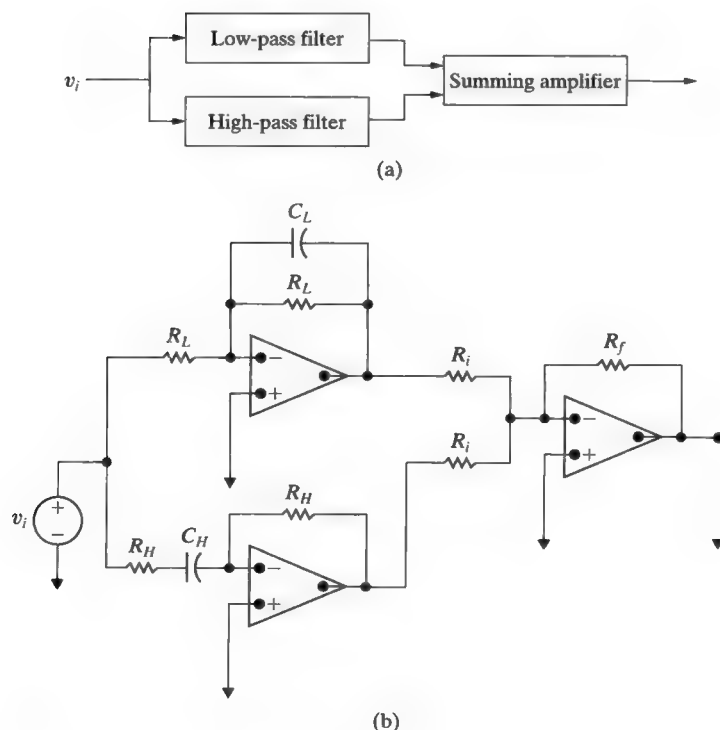 Low-pass filter
v_i
Summing amplifier
High-pass filter
(a)
C_L
R_L
R_L
R_i
R_f
−
+
−
+
R_i
R_H
v_i
+
−
R_H
C_H
−
+
(b)